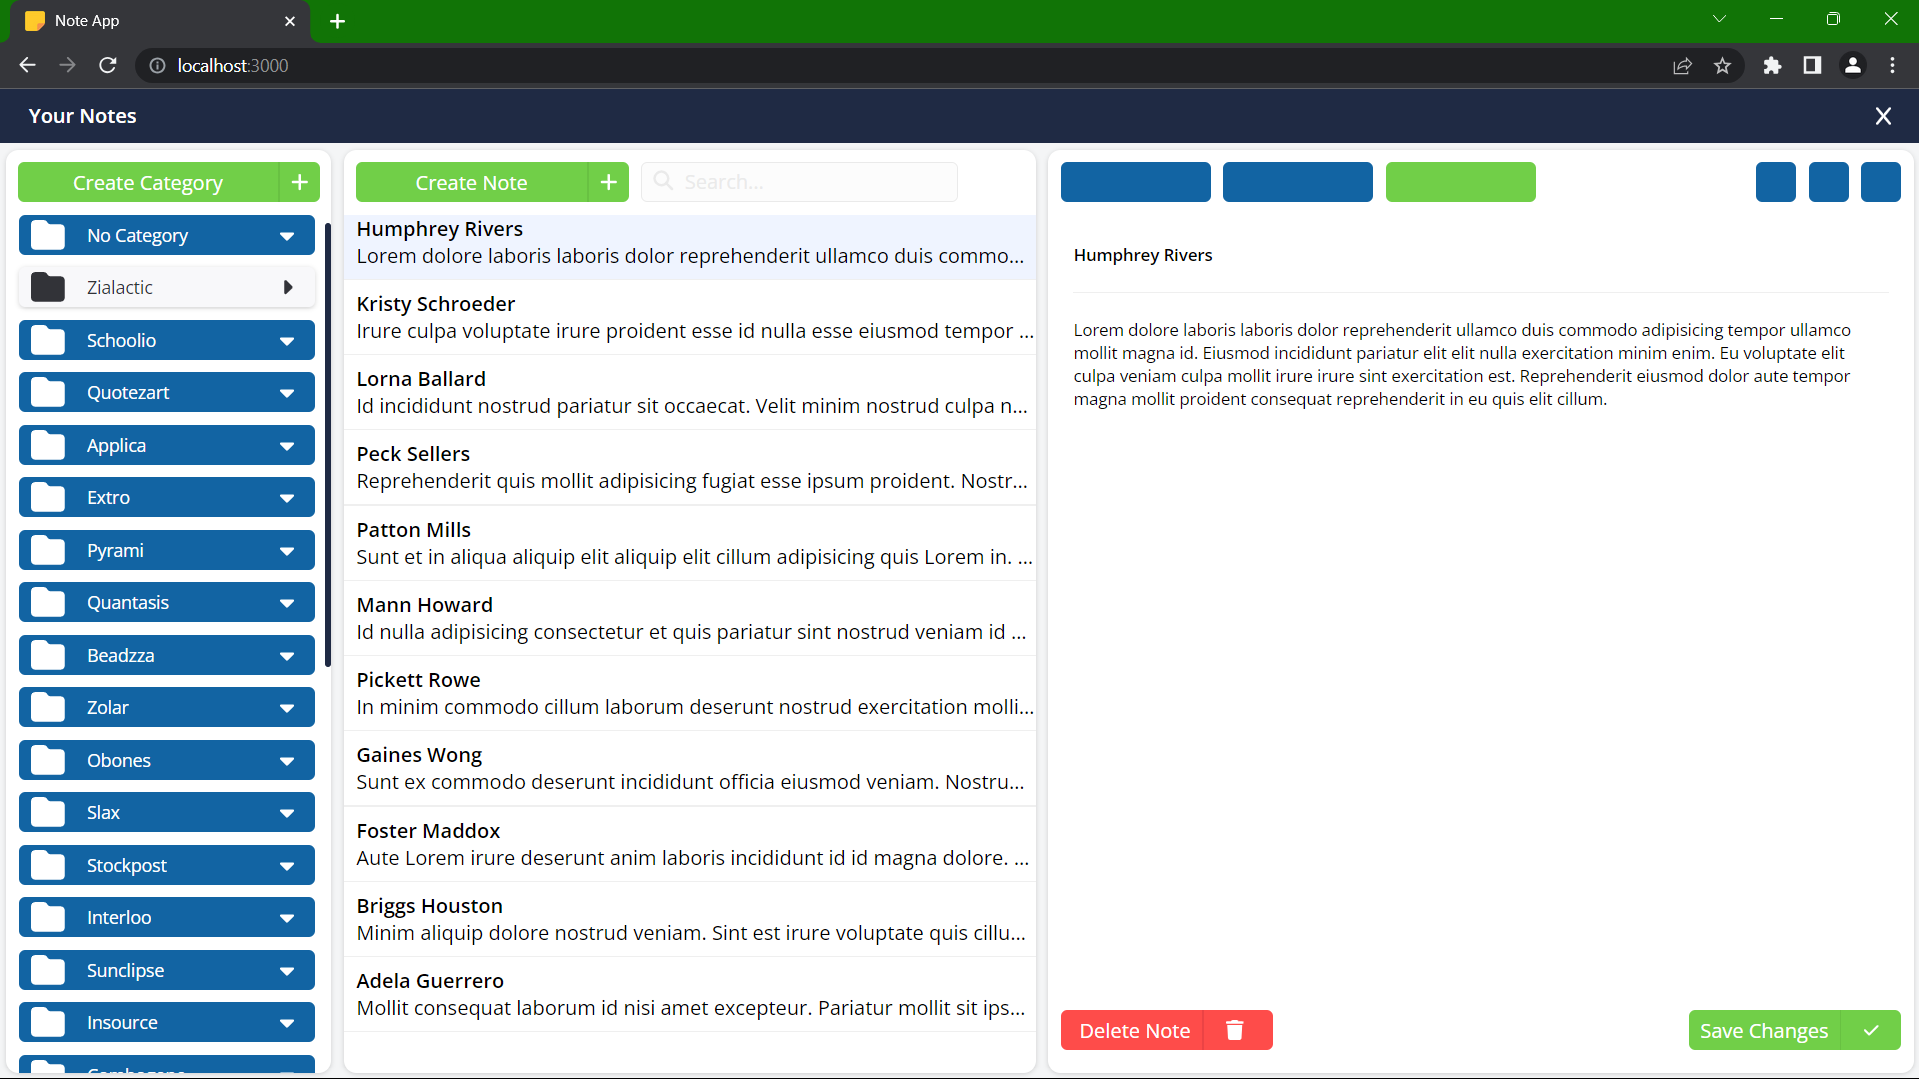 Note App
localhost:3000
Your Notes
Create Category
No Category
Zialactic
Schoolio
Quotezart
Applica
Extro
Pyrami
Quantasis
Beadzza
Zolar
Obones
Slax
Stockpost
Interloo
Sunclipse
Insource
Create Note
Search...
Humphrey Rivers
Lorem dolore laboris laboris dolor reprehenderit ullamco duis commo...
Kristy Schroeder
Irure culpa voluptate irure proident esse id nulla esse eiusmod tempor ...
Lorna Ballard
Id incididunt nostrud pariatur sit occaecat. Velit minim nostrud culpa n...
Peck Sellers
Reprehenderit quis mollit adipisicing fugiat esse ipsum proident. Nostr...
Patton Mills
Sunt et in aliqua aliquip elit aliquip elit cillum adipisicing quis Lorem in. ...
Mann Howard
Id nulla adipisicing consectetur et quis pariatur sint nostrud veniam id ...
Pickett Rowe
In minim commodo cillum laborum deserunt nostrud exercitation molli...
Gaines Wong
Sunt ex commodo deserunt incididunt officia eiusmod veniam. Nostru...
Foster Maddox
Aute Lorem irure deserunt anim laboris incididunt id id magna dolore. ...
Briggs Houston
Minim aliquip dolore nostrud veniam. Sint est irure voluptate quis cillu...
Adela Guerrero
Mollit consequat laborum id nisi amet excepteur. Pariatur mollit sit ips...
Humphrey Rivers
Lorem dolore laboris laboris dolor reprehenderit ullamco duis commodo adipisicing tempor ullamco
mollit magna id. Eiusmod incididunt pariatur elit elit nulla exercitation minim enim. Eu voluptate elit
culpa veniam culpa mollit irure irure sint exercitation est. Reprehenderit eiusmod dolor aute tempor
magna mollit proident consequat reprehenderit in eu quis elit cillum.
Delete Note
Save Changes